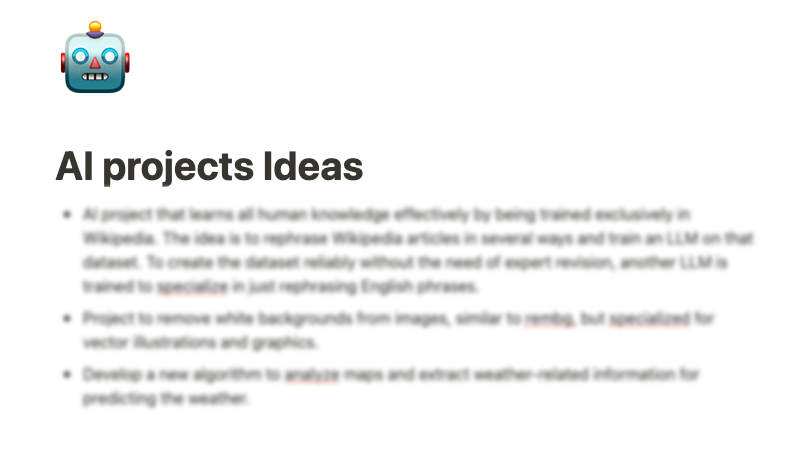 AI projects Ideas
AI project that learns all human knowledge effectively by being trained exclusively in
Wikipedia. The idea is to rephrase Wikipedia articles in several ways and train an LLM on that
dataset. To create the dataset reliably without the need of expert revision, another LLM is
trained to specialize in just rephrasing English phrases.
Project to remove white backgrounds from images, similar to rembg, but specialized for
vector illustrations and graphics.
Develop a new algorithm to analyze maps and extract weather-related information for
predicting the weather.